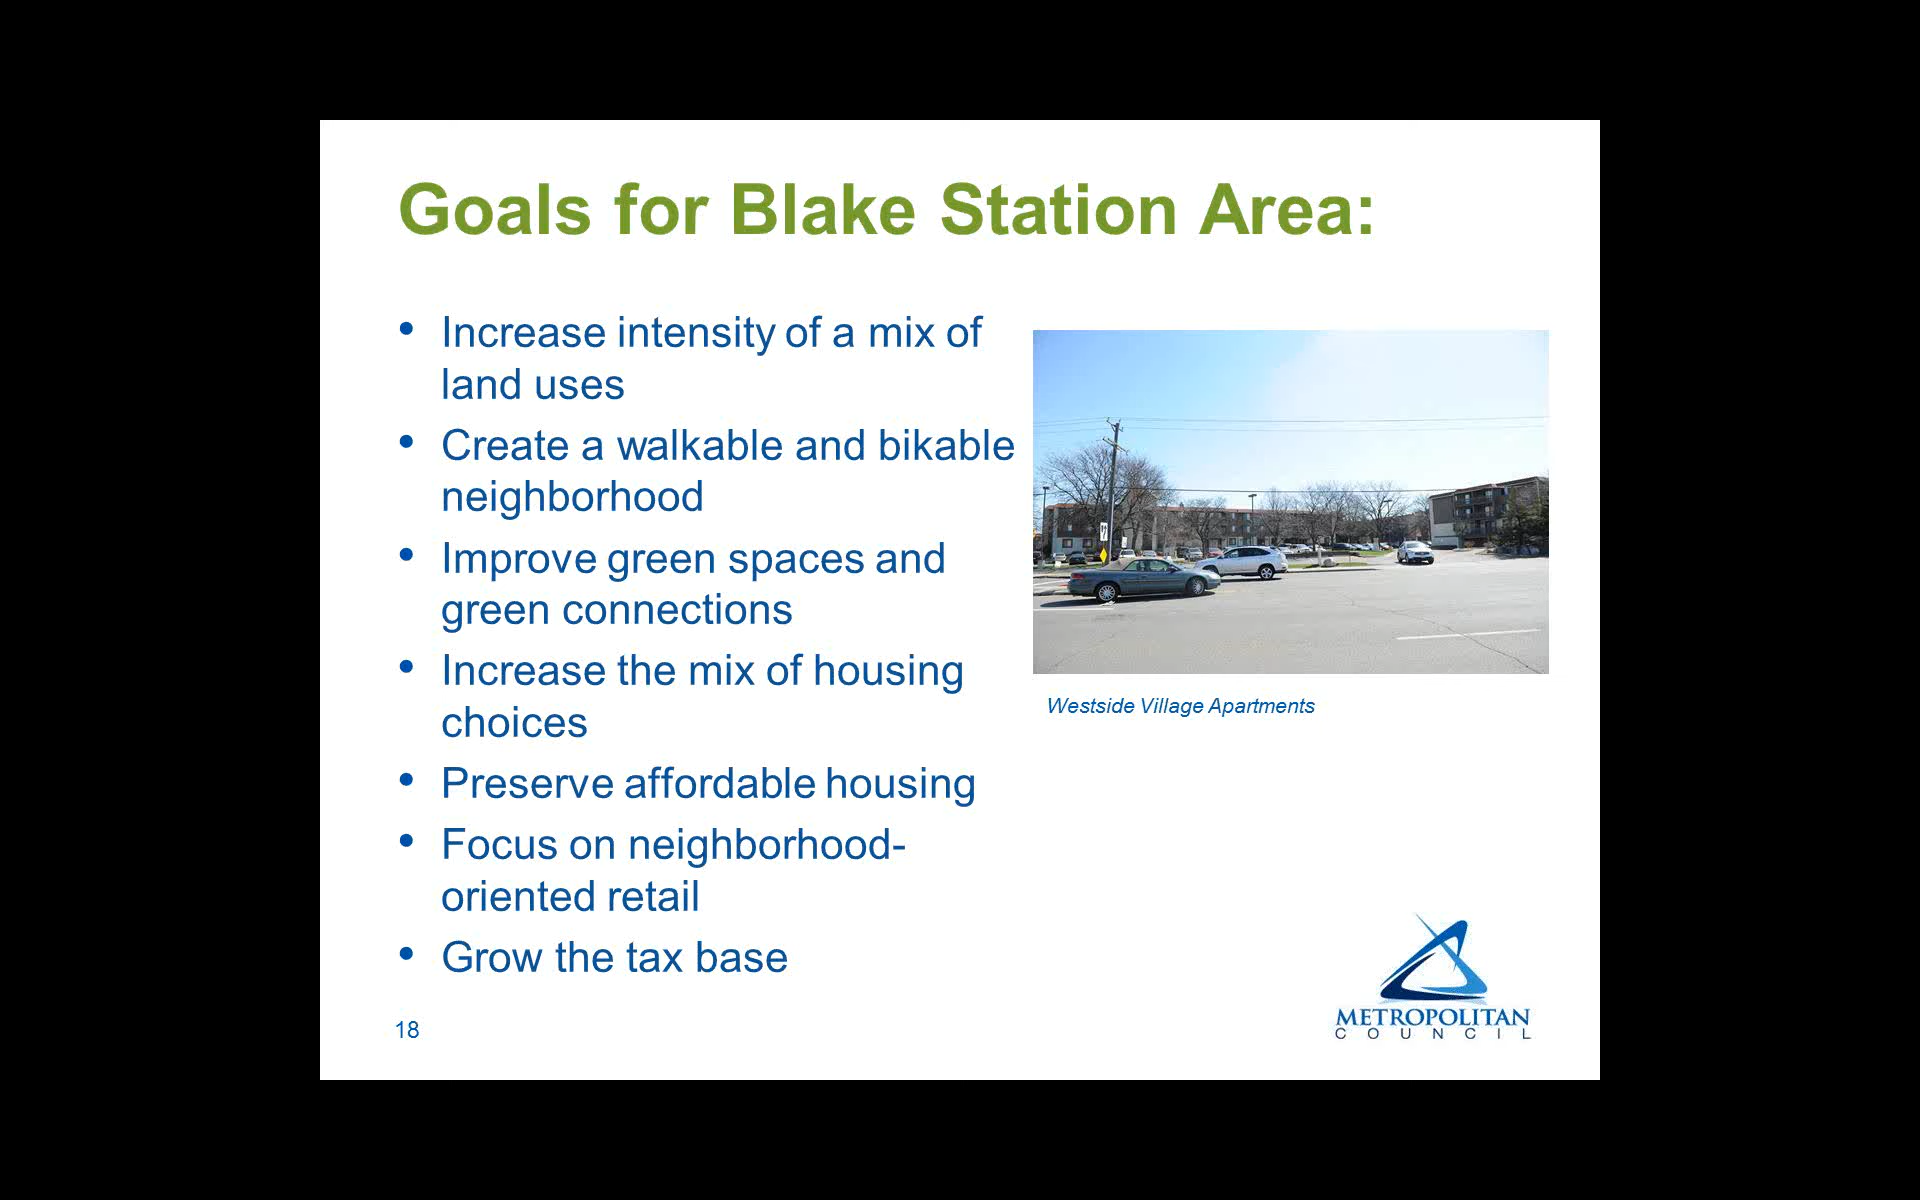 Goals for Blake Station Area:
• Increase intensity of a mix of
land uses
• Create a walkable and bikable
neighborhood
• Improve green spaces and
green connections
• Increase the mix of housing
choices
• Preserve affordable housing
• Focus on neighborhood-
oriented retail
• Grow the tax base
Westside Village Apartments
18
METROPOLITAN
COUNCIL